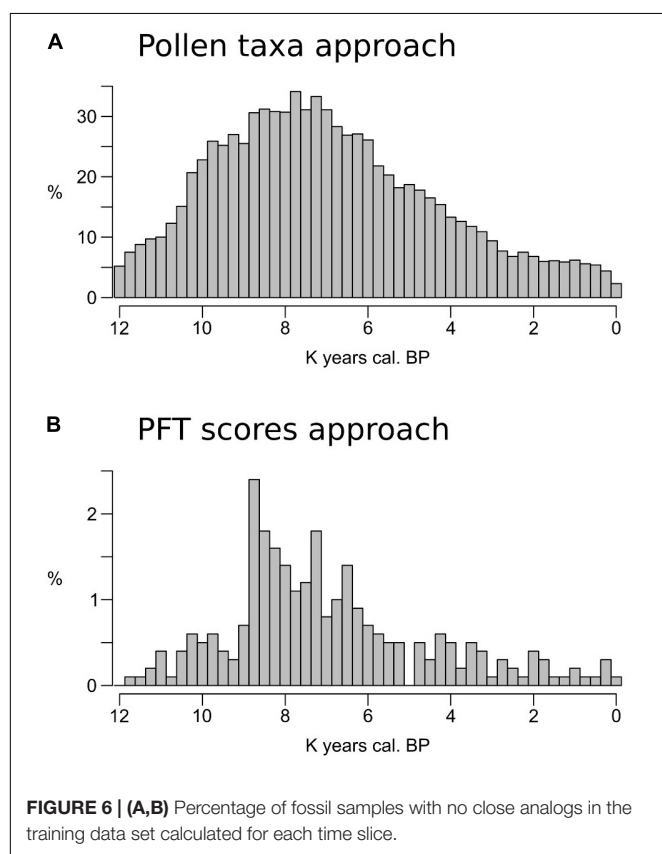 A
Pollen taxa approach
30
20
%
10
0
12 10 8 6 4 2 0
K years cal. BP
B
PFT scores approach
2
%
1
0
12 10 8 6 4 2 0
K years cal. BP
FIGURE 6 | (A,B) Percentage of fossil samples with no close analogs in the
training data set calculated for each time slice.